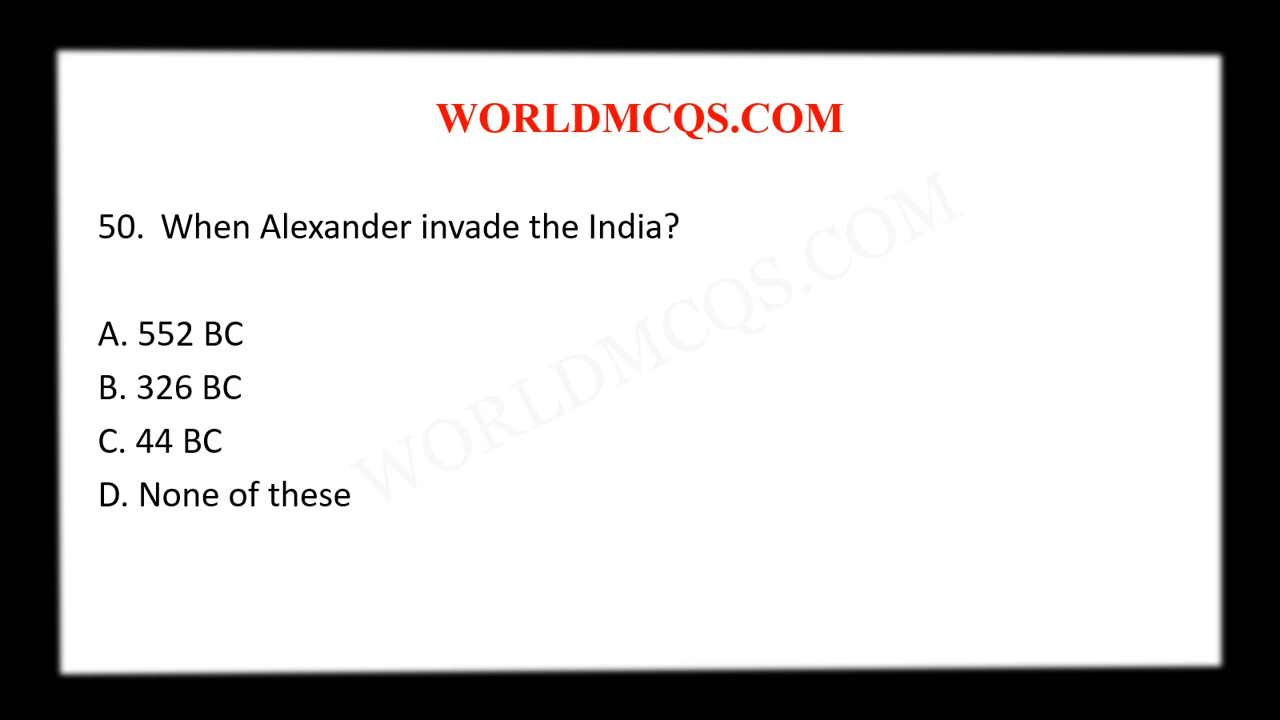 WORLDMCQS.COM
50. When Alexander invade the India?
A. 552 BC
B. 326 BC
C. 44 BC
D. None of these
WORLDMCQS.COM